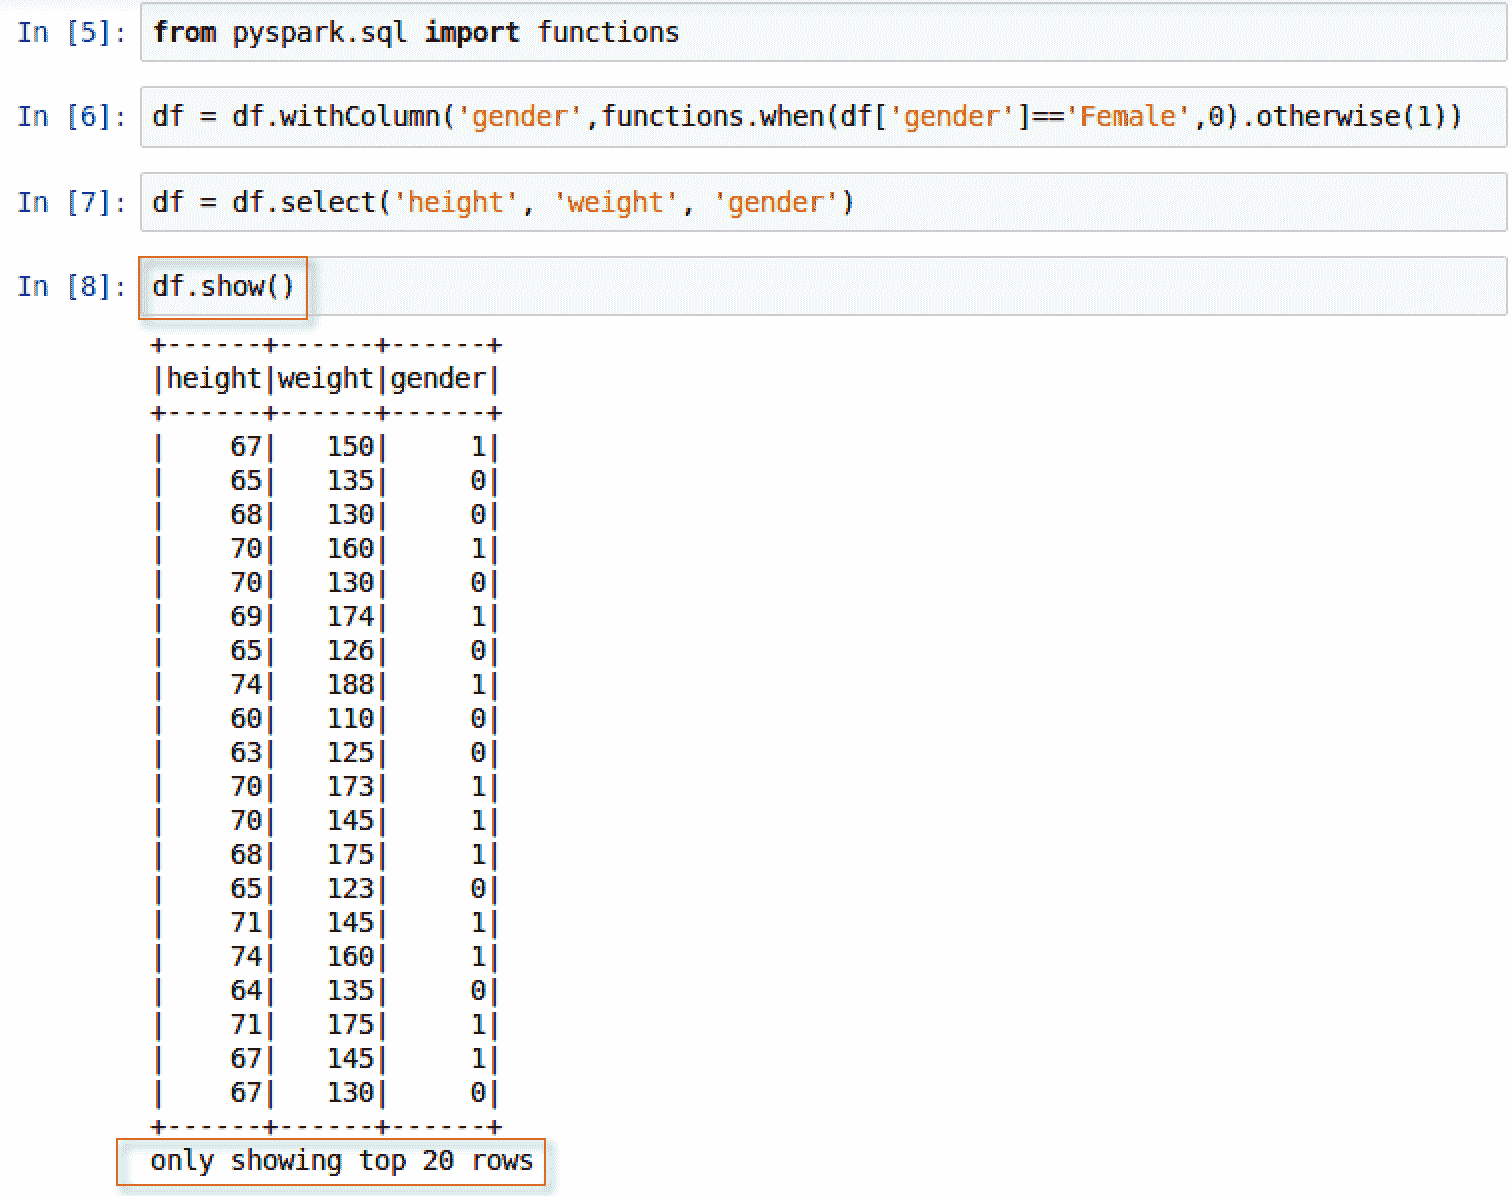 In [5]: from pyspark.sql import functions
In [6]: df = df.withColumn('gender',functions.when(df['gender']=='Female',0).otherwise(1))
In [7]: df = df.select('height', 'weight', 'gender')
In [8]: df.show()
+------+------+------+
|height|weight|gender|
+------+------+------+
|    67|   150|     1|
|    65|   135|     0|
|    68|   130|     0|
|    70|   160|     1|
|    70|   130|     0|
|    69|   174|     1|
|    65|   126|     0|
|    74|   188|     1|
|    60|   110|     0|
|    63|   125|     0|
|    70|   173|     1|
|    70|   145|     1|
|    68|   175|     1|
|    65|   123|     0|
|    71|   145|     1|
|    74|   160|     1|
|    64|   135|     0|
|    71|   175|     1|
|    67|   145|     1|
|    67|   130|     0|
+------+------+------+
only showing top 20 rows